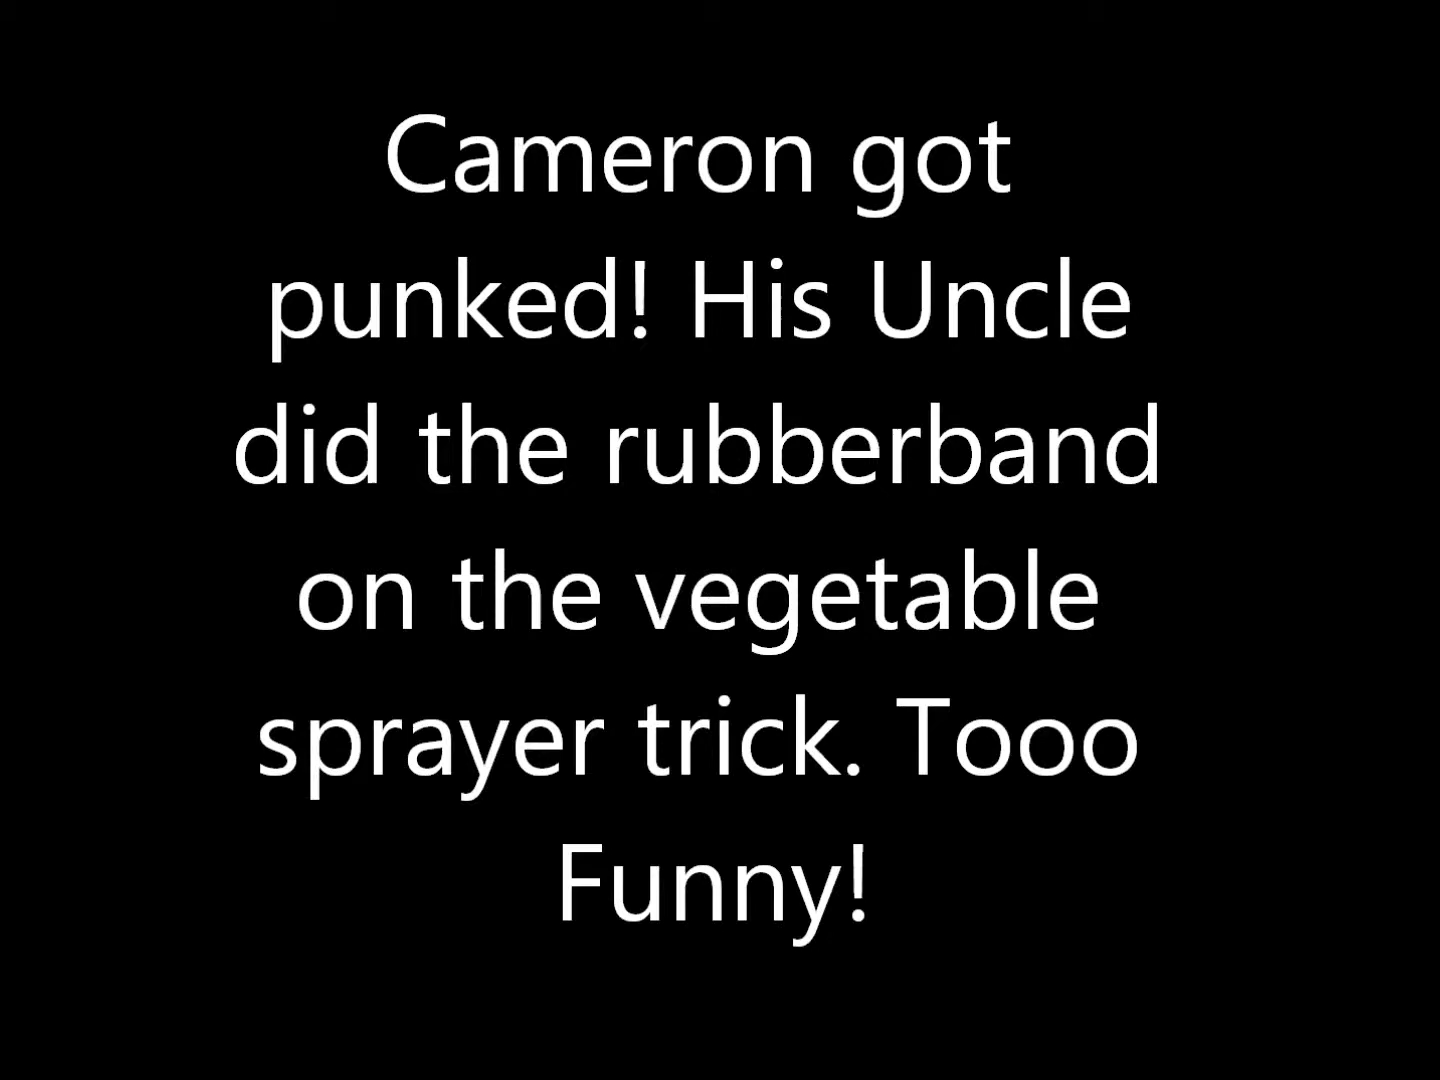 Cameron got
punked! His Uncle
did the rubberband
on the vegetable
sprayer trick. Tooo
Funny!